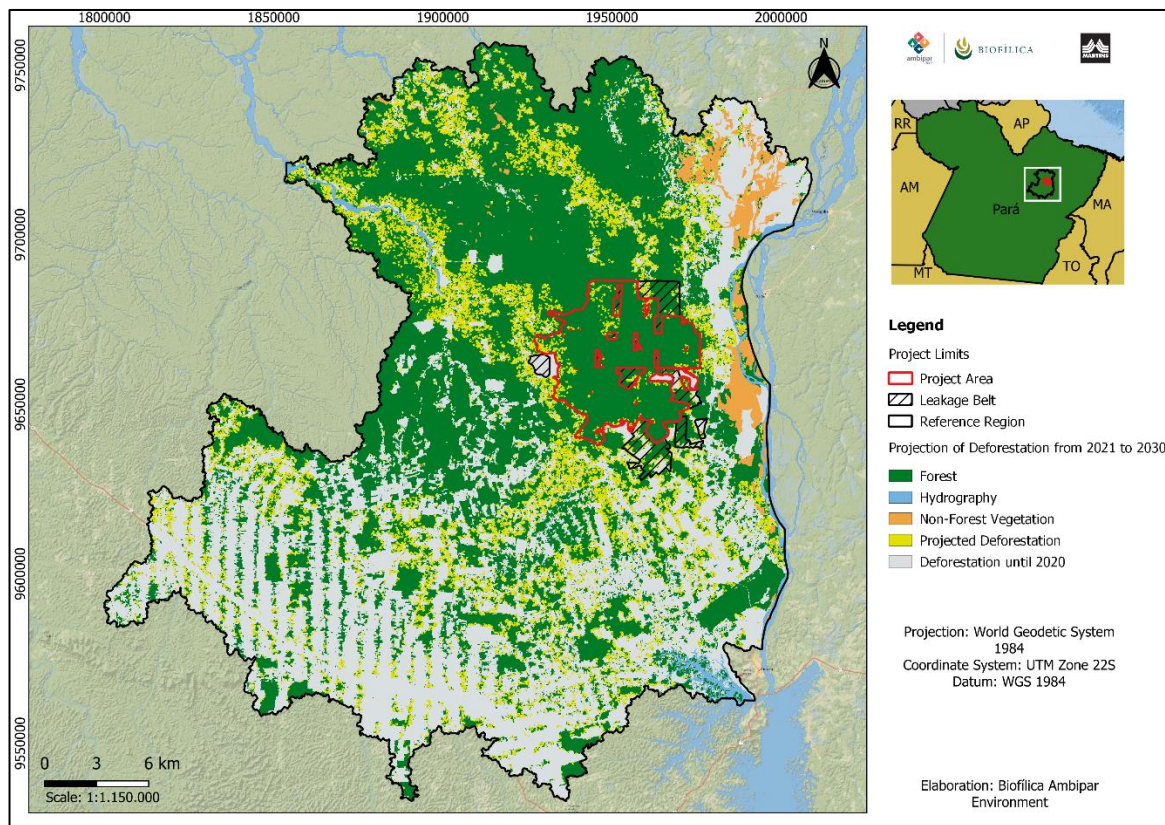 1800000 1850000 1900000 1950000 2000000
9750000
9700000
9650000
9600000
9550000
N
0 3 6 km
Scale: 1:1.150.000
ambipar
BIOFÍLICA
MARTINS
RR
AP
AM
Pará
MA
MT
TO
Legend
Project Limits
Project Area
Leakage Belt
Reference Region
Projection of Deforestation from 2021 to 2030
Forest
Hydrography
Non-Forest Vegetation
Projected Deforestation
Deforestation until 2020
Projection: World Geodetic System
1984
Coordinate System: UTM Zone 22S
Datum: WGS 1984
Elaboration: Biofílica Ambipar
Environment